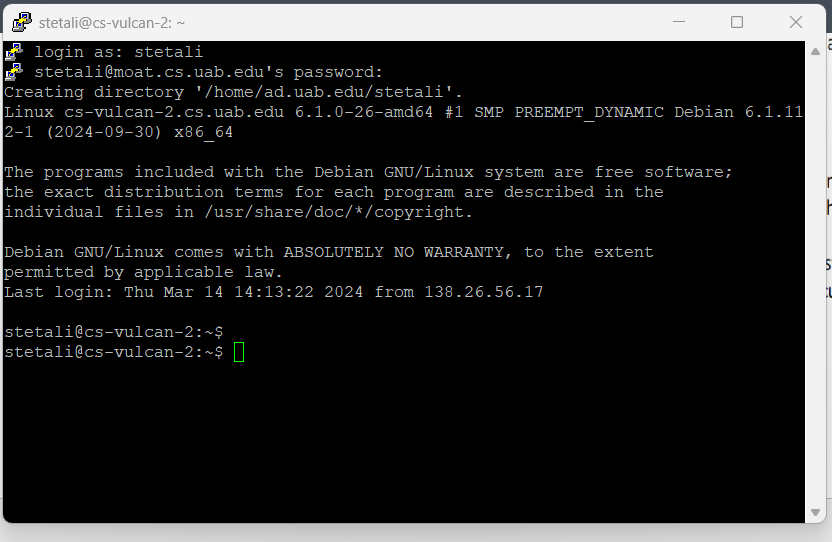 stetali@cs-vulcan-2: ~
login as: stetali
stetali@moat.cs.uab.edu's password:
Creating directory '/home/ad.uab.edu/stetali'.
Linux cs-vulcan-2.cs.uab.edu 6.1.0-26-amd64 #1 SMP PREEMPT_DYNAMIC Debian 6.1.11
2-1 (2024-09-30) x86_64
The programs included with the Debian GNU/Linux system are free software;
the exact distribution terms for each program are described in the
individual files in /usr/share/doc/*/copyright.
Debian GNU/Linux comes with ABSOLUTELY NO WARRANTY, to the extent
permitted by applicable law.
Last login: Thu Mar 14 14:13:22 2024 from 138.26.56.17
stetali@cs-vulcan-2:~$
stetali@cs-vulcan-2:~$